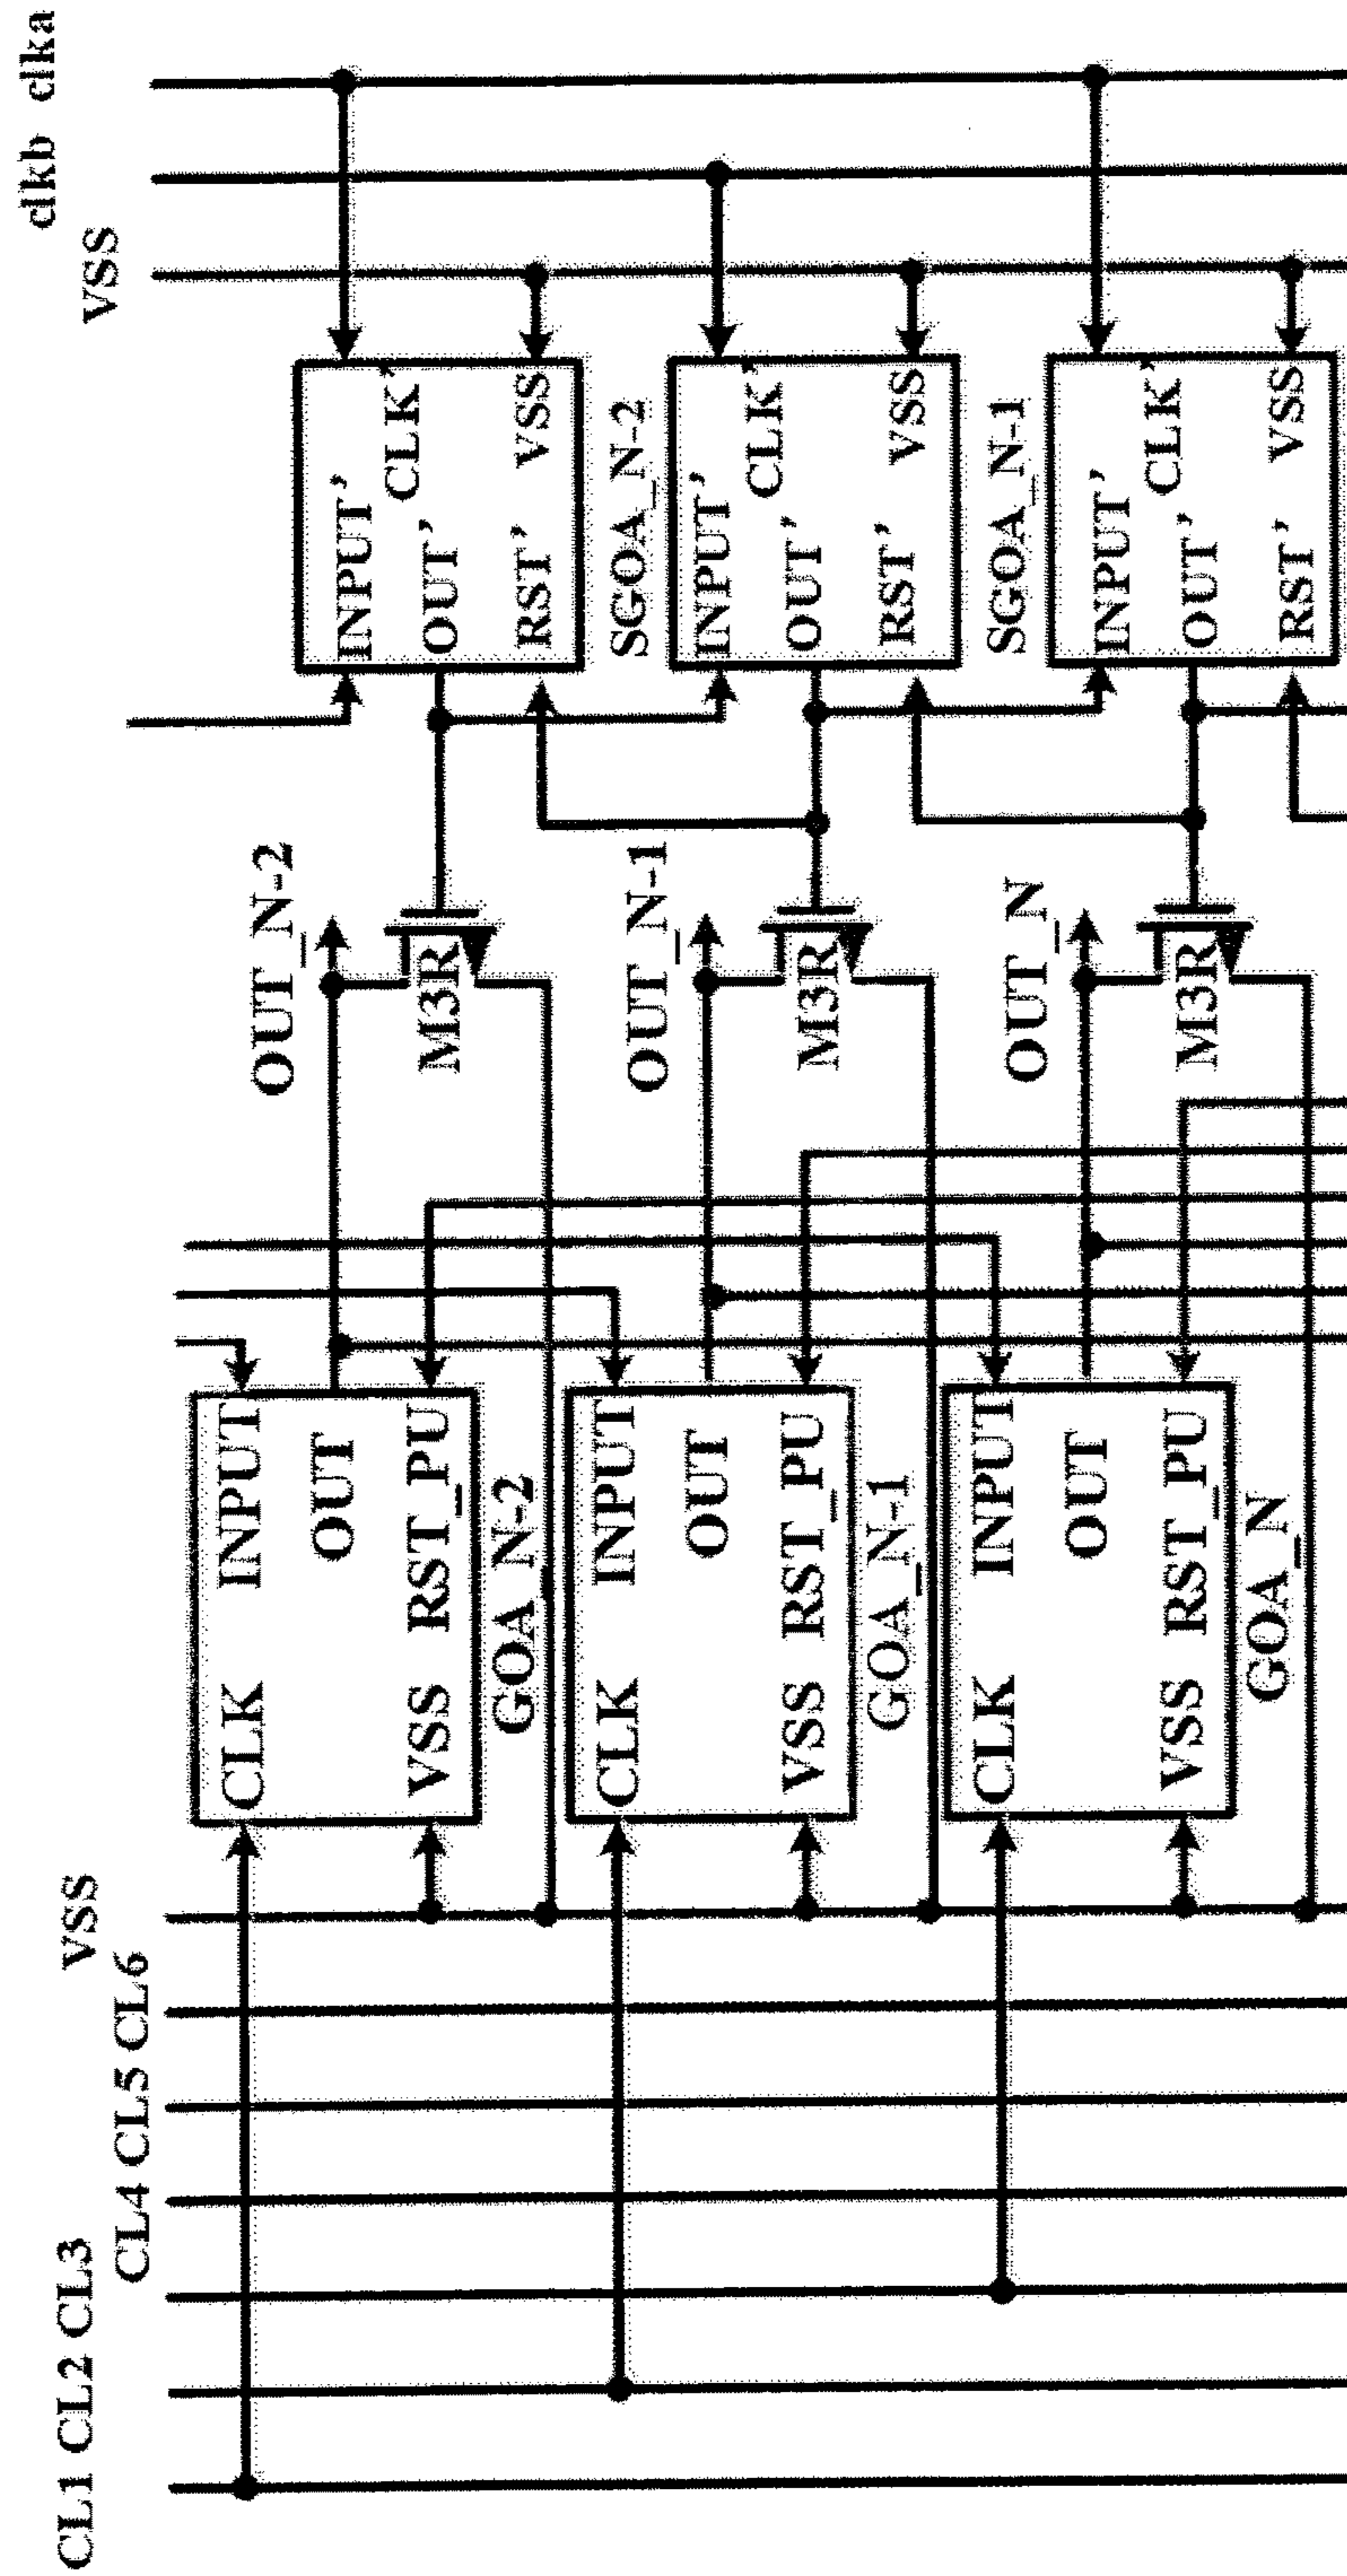 CL1 CL2 CL3
CL4 CL5 CL6
VSS
VSS
clkb clka
CLK INPUT
OUT
VSS RST_PU
GOA_N-2
OUT_N-2
M3R
INPUT’
CLK’
OUT’
RST’ VSS
SGOA_N-2
CLK INPUT
OUT
VSS RST_PU
GOA_N-1
OUT_N-1
M3R
INPUT’
CLK’
OUT’
RST’ VSS
SGOA_N-1
CLK INPUT
OUT
VSS RST_PU
GOA_N
OUT_N
M3R
INPUT’
CLK’
OUT’
RST’ VSS